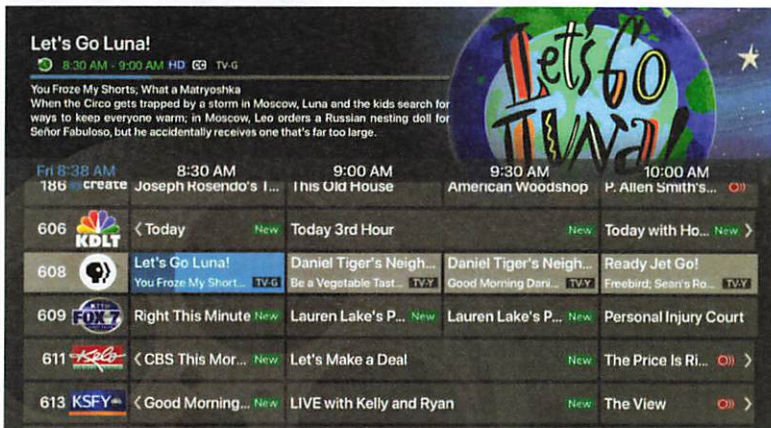 Let's Go Luna!
8:30 AM - 9:00 AM HD CC TV-G
You Froze My Shorts; What a Matryoshka
When the Circo gets trapped by a storm in Moscow, Luna and the kids search for
ways to keep everyone warm; in Moscow, Leo orders a Russian nesting doll for
Señor Fabuloso, but he accidentally receives one that's far too large.
Let's Go Luna!
Fri 8:38 AM 8:30 AM 9:00 AM 9:30 AM 10:00 AM
186 create Joseph Rosendo's T... This Old House American Woodshop P. Allen Smith's...
606 KDLT Today New Today 3rd Hour New Today with Ho... New
608 Let's Go Luna! Daniel Tiger's Neigh... Daniel Tiger's Neigh... Ready Jet Go!
You Froze My Short... TV-G Be a Vegetable Tast... TV-Y Good Morning Dani... TV-Y Freebird; Sean's Ro... TV-Y
609 FOX 7 Right This Minute New Lauren Lake's P... New Lauren Lake's P... New Personal Injury Court
611 Kelo CBS This Mor... New Let's Make a Deal New The Price Is Ri...
613 KSFY Good Morning... New LIVE with Kelly and Ryan New The View